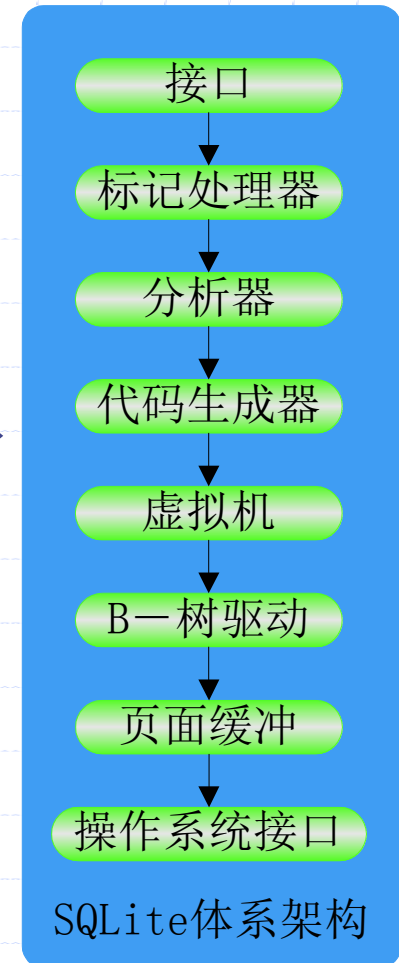 接口
标记处理器
分析器
代码生成器
虚拟机
B－树驱动
页面缓冲
操作系统接口
SQLite体系架构